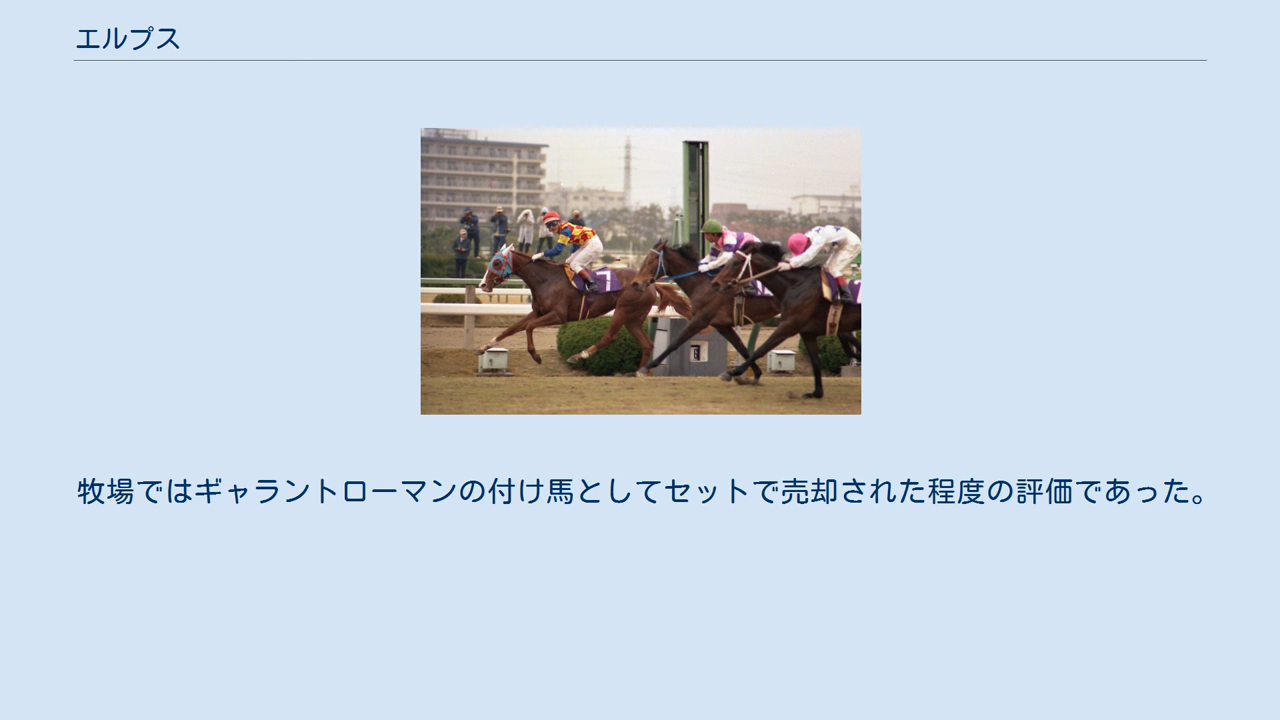 エルプス
7
牧場ではギャラントローマンの付け馬としてセットで売却された程度の評価であった。